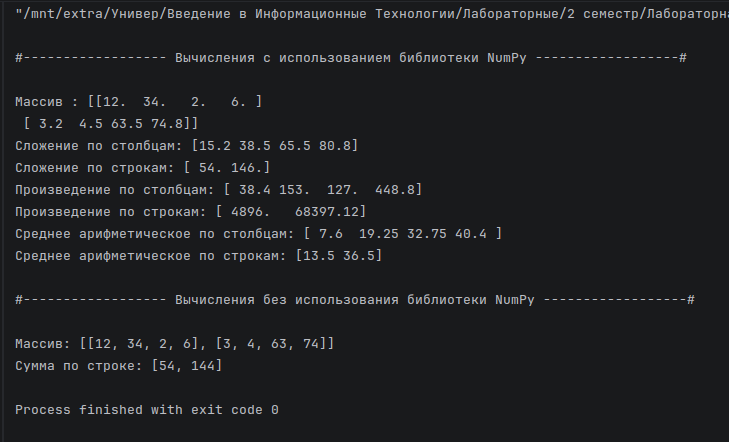 "/mnt/extra/Универ/Введение в Информационные Технологии/Лабораторные/2 семестр/Лабораторна
#------------------ Вычисления с использованием библиотеки NumPy ------------------#
Массив : [[12.  34.   2.   6. ]
 [ 3.2  4.5 63.5 74.8]]
Сложение по столбцам: [15.2 38.5 65.5 80.8]
Сложение по строкам: [ 54. 146.]
Произведение по столбцам: [ 38.4 153.  127.  448.8]
Произведение по строкам: [ 4896.   68397.12]
Среднее арифметическое по столбцам: [ 7.6  19.25 32.75 40.4 ]
Среднее арифметическое по строкам: [13.5 36.5]
#------------------ Вычисления без использования библиотеки NumPy ------------------#
Массив: [[12, 34, 2, 6], [3, 4, 63, 74]]
Сумма по строке: [54, 144]
Process finished with exit code 0